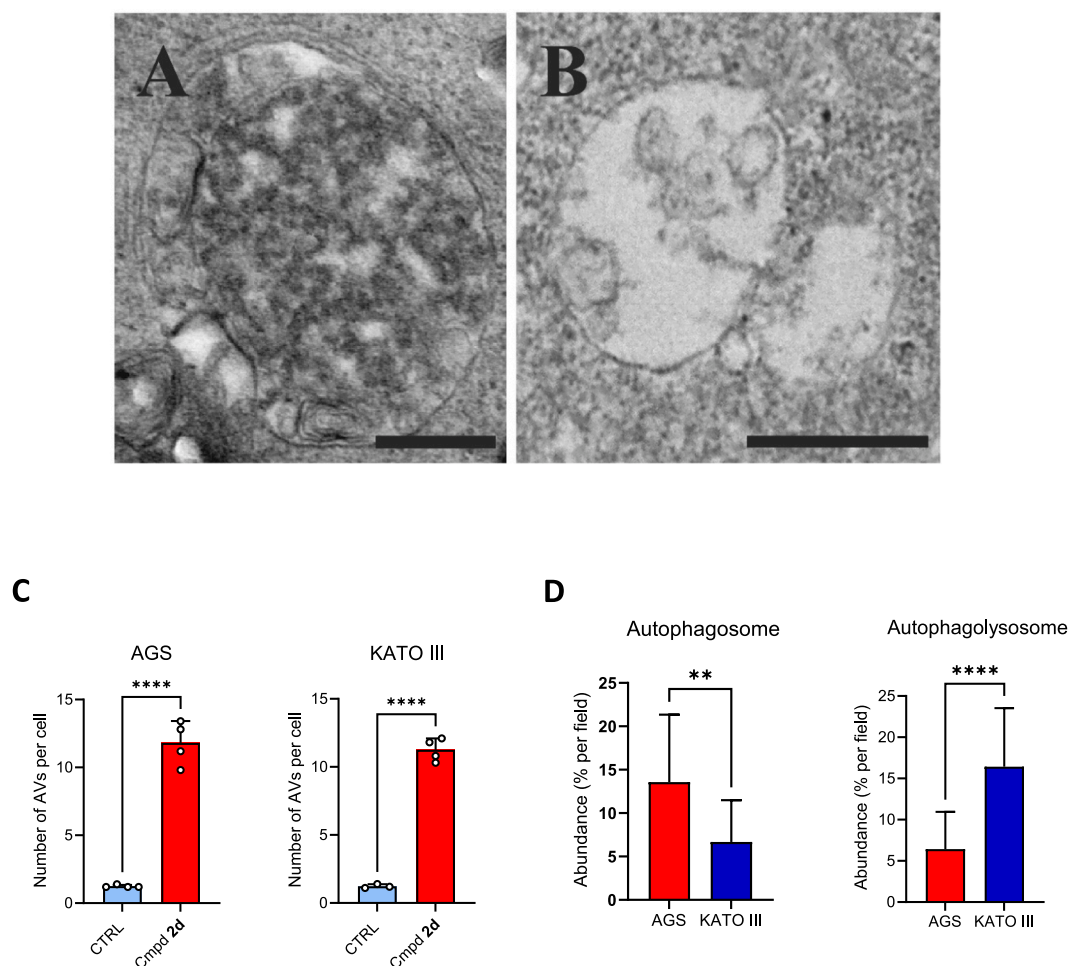 A
B
C
AGS
****
Number of AVs per cell
15
10
5
0
CTRL
Cmpd 2d
KATO III
****
Number of AVs per cell
15
10
5
0
CTRL
Cmpd 2d
D
Autophagosome
**
Abundance (% per field)
25
20
15
10
5
0
AGS KATO III
Autophagolysosome
****
Abundance (% per field)
25
20
15
10
5
0
AGS KATO III